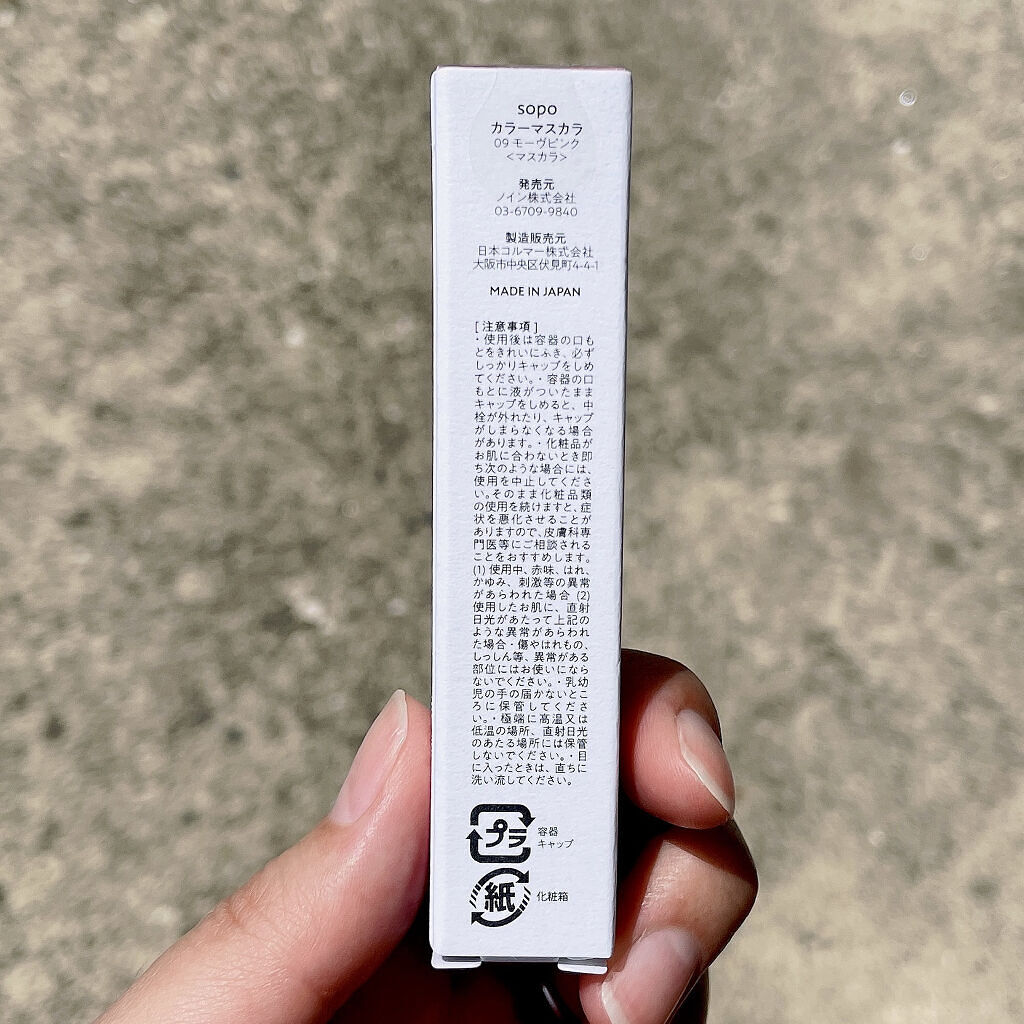 sopo
カラーマスカラ
09 モーヴピンク
<マスカラ>
発売元
ノイン株式会社
03-6709-9840
製造販売元
日本コルマー株式会社
大阪市中央区伏見町4-4-1
MADE IN JAPAN
[ 注意事項 ]
・使用後は容器の口も
とをきれいにふき、必ず
しっかりキャップをしめ
てください。・容器の口
もとに液がついたまま
キャップをしめると、中
栓が外れたり、キャップ
がしまらなくなる場合
があります。・化粧品が
お肌に合わないとき即
ち次のような場合には、
使用を中止してくださ
い。そのまま化粧品類
の使用を続けますと、症
状を悪化させることが
ありますので、皮膚科専
門医等にご相談される
ことをおすすめします。
(1) 使用中、赤味、はれ、
かゆみ、刺激等の異常
があらわれた場合 (2)
使用したお肌に、直射
日光があたって上記の
ような異常があらわれ
た場合・傷やはれもの、
しっしん等、異常がある
部位にはお使いになら
ないでください。・乳幼
児の手の届かないとこ
ろに保管してくださ
い。・極端に高温又は
低温の場所、直射日光
のあたる場所には保管
しないでください。・目
に入ったときは、直ちに
洗い流してください。
プラ 容器
キャップ
紙 化粧箱